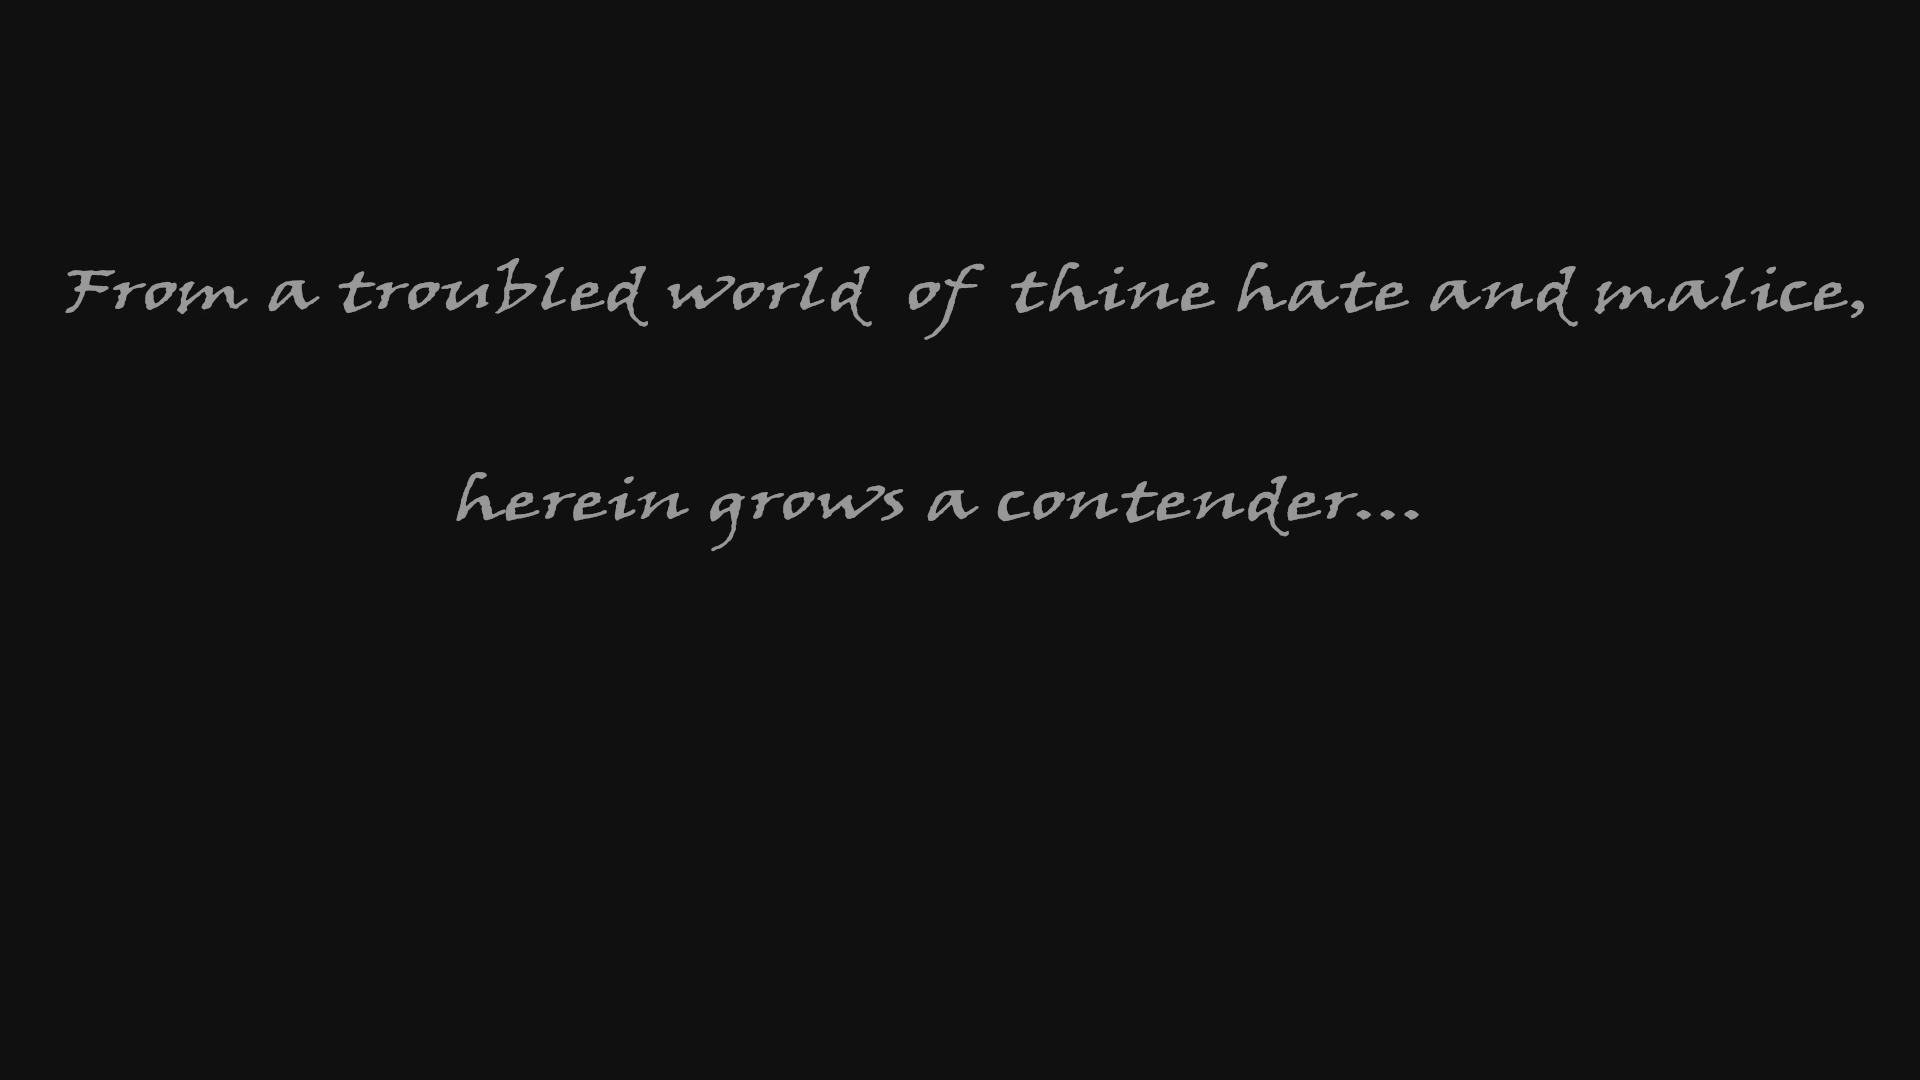 From a troubled world of thine hate and malice,
herein grows a contender...